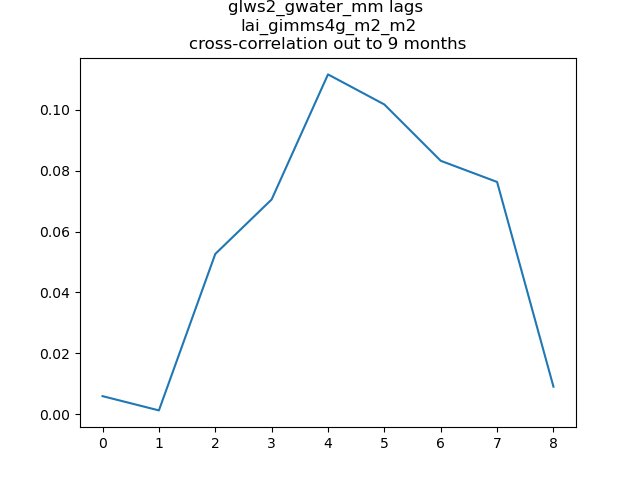 glws2_gwater_mm lags
lai_gimms4g_m2_m2
cross-correlation out to 9 months
0.10
0.08
0.06
0.04
0.02
0.00
0 1 2 3 4 5 6 7 8